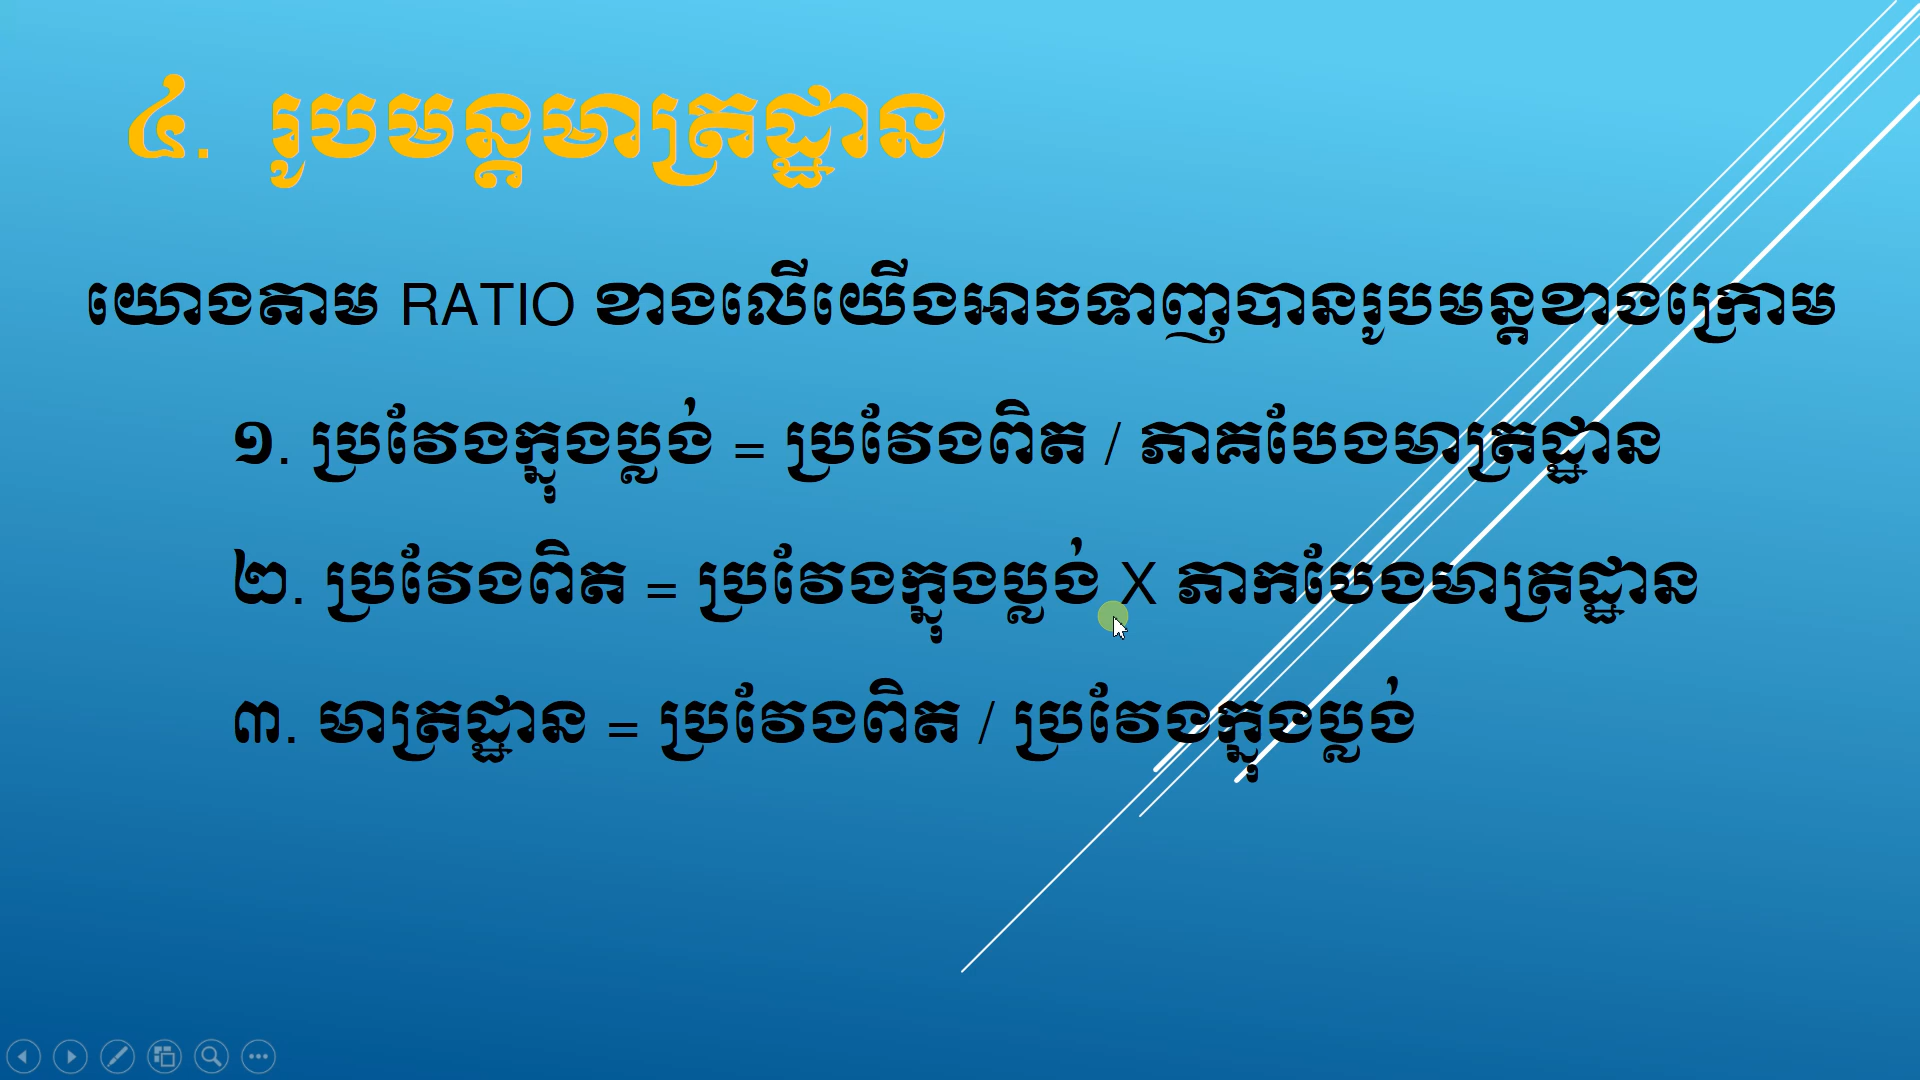 ៤. រូបមន្តមាត្រដ្ឋាន
យោងតាម RATIO ខាងលើយើងអាចទាញបានរូបមន្តខាងក្រោម
១. ប្រវែងក្នុងប្លង់ = ប្រវែងពិត / ភាគបែងមាត្រដ្ឋាន
២. ប្រវែងពិត = ប្រវែងក្នុងប្លង់ X ភាកបែងមាត្រដ្ឋាន
៣. មាត្រដ្ឋាន = ប្រវែងពិត / ប្រវែងក្នុងប្លង់